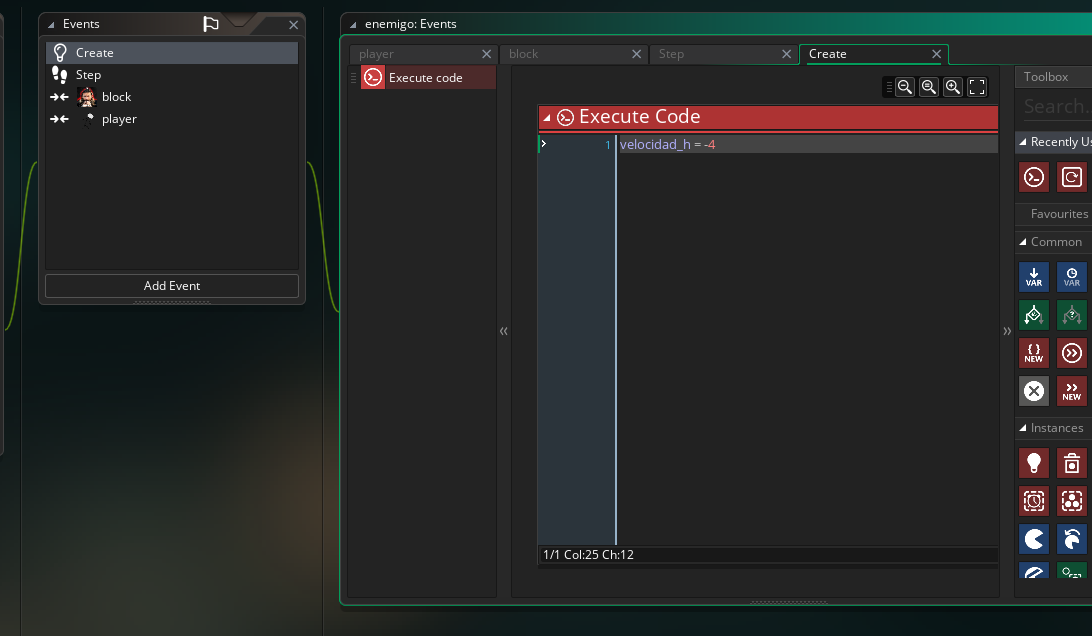 Events
Create
Step
block
player
Add Event
enemigo: Events
player
block
Step
Create
Execute code
Execute Code
1
velocidad_h = -4
1/1 Col:25 Ch:12
Toolbox
Search...
Recently Us
Favourites
Common
VAR
VAR
?
NEW
NEW
Instances